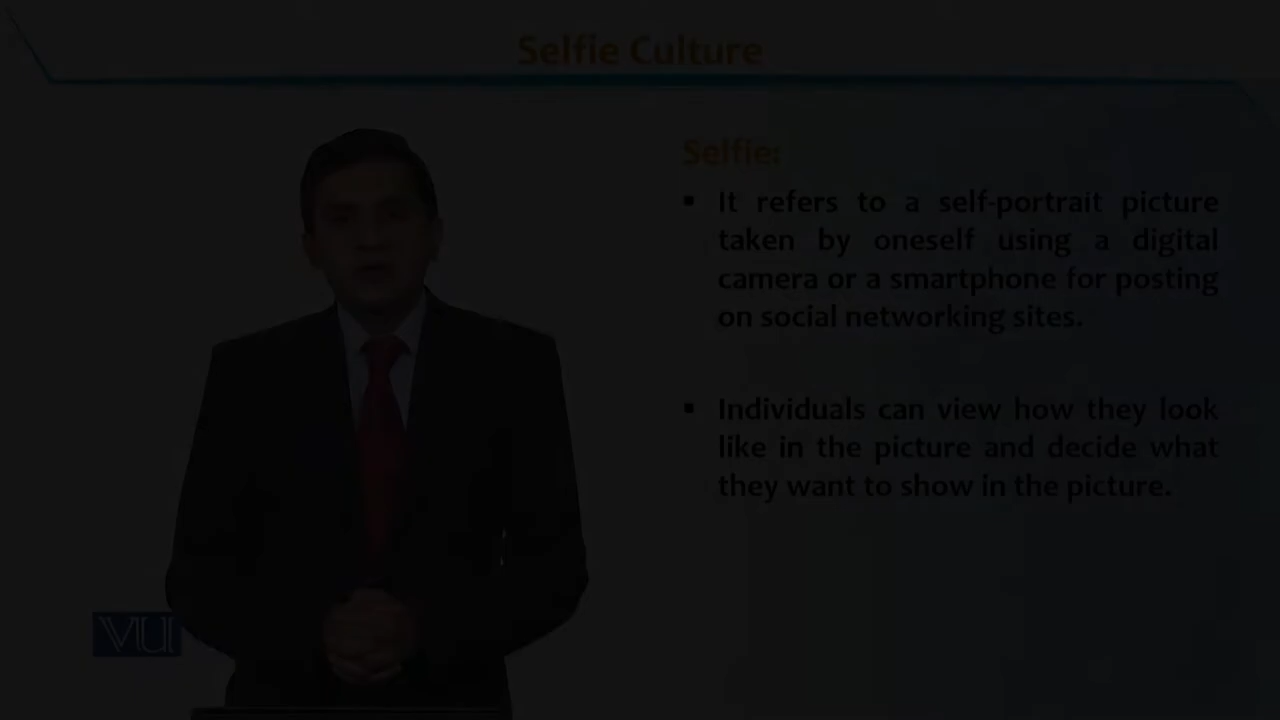 Selfie Culture
Selfie:
▪ It refers to a self-portrait picture
taken by oneself using a digital
camera or a smartphone for posting
on social networking sites.
▪ Individuals can view how they look
like in the picture and decide what
they want to show in the picture.
VU